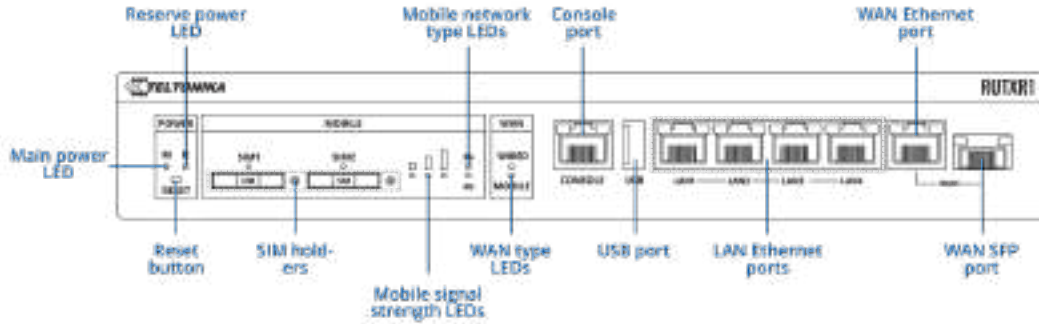 Reserve power
LED
Mobile network
type LEDs
Console
port
WAN Ethernet
port
TELTONIKA
RUTXR1
POWER
MOBILE
WAN
Main power
LED
SIM1
SIM2
WIRED
RESET
MOBILE
CONSOLE
USB
LAN1
LAN2
LAN3
LAN4
Reset
button
SIM hold-
ers
WAN type
LEDs
USB port
LAN Ethernet
ports
WAN SFP
port
Mobile signal
strength LEDs